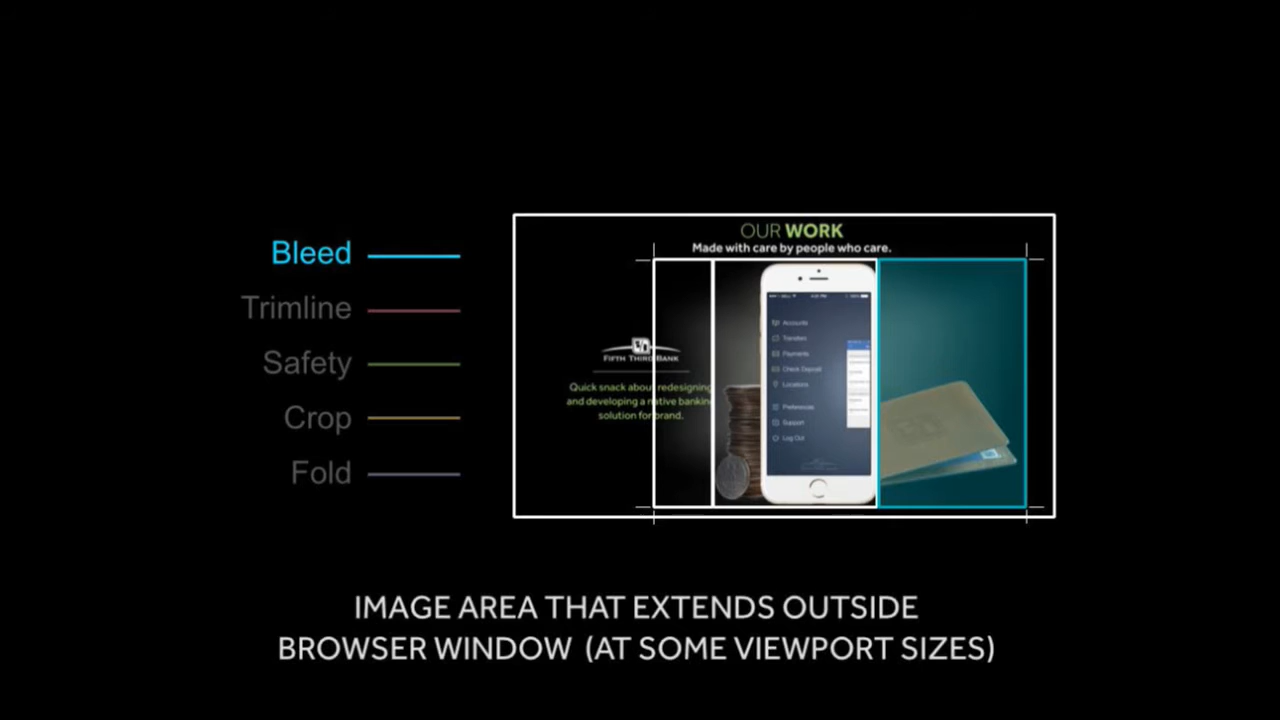 Bleed
Trimline
Safety
Crop
Fold
OUR WORK
Made with care by people who care.
FIFTH THIRD BANK
Quick snack about redesigning
and developing a native banking
solution for brand.
Accounts
Transfers
Payments
Check Deposit
Locations
Preferences
Support
Log Out
IMAGE AREA THAT EXTENDS OUTSIDE
BROWSER WINDOW (AT SOME VIEWPORT SIZES)